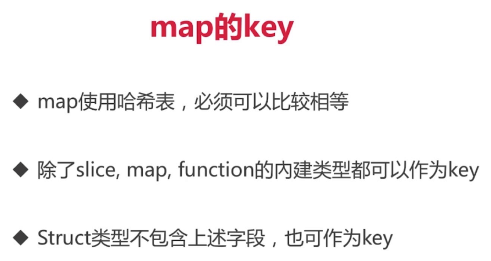 map的key
◆ map使用哈希表，必须可以比较相等
◆ 除了slice, map, function的内建类型都可以作为key
◆ Struct类型不包含上述字段，也可作为key